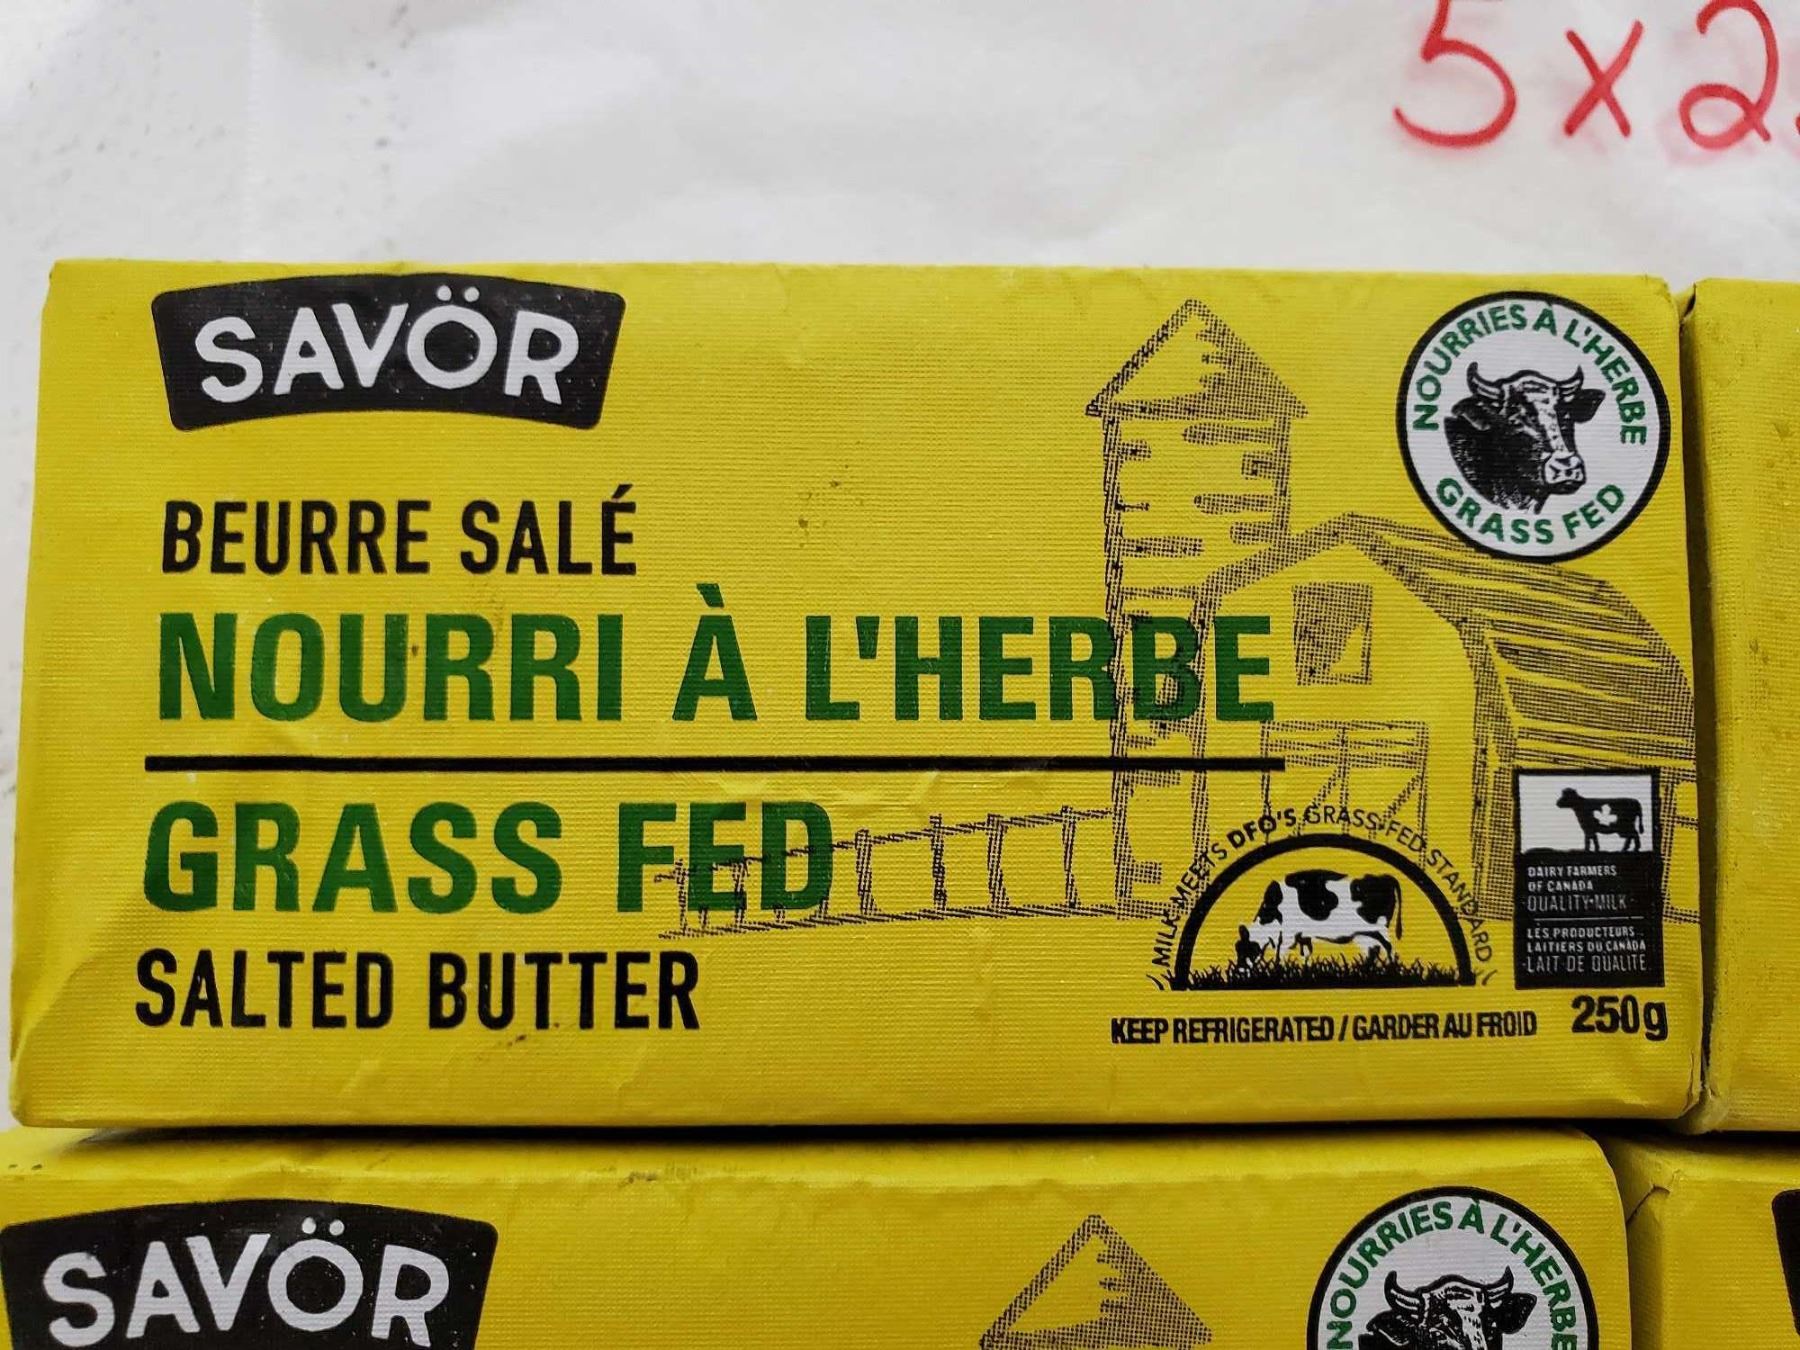 5 x 2
SAVÖR
BEURRE SALÉ
NOURRI À L'HERBE
GRASS FED
SALTED BUTTER
NOURRIES À L'HERBE
GRASS FED
MILK MEETS DFO'S GRASS-FED STANDARD
DAIRY FARMERS
OF CANADA
QUALITY MILK
LES PRODUCTEURS
LAITIERS DU CANADA
LAIT DE QUALITÉ
KEEP REFRIGERATED / GARDER AU FROID
250g
SAVÖR
NOURRIES À L'HERBE